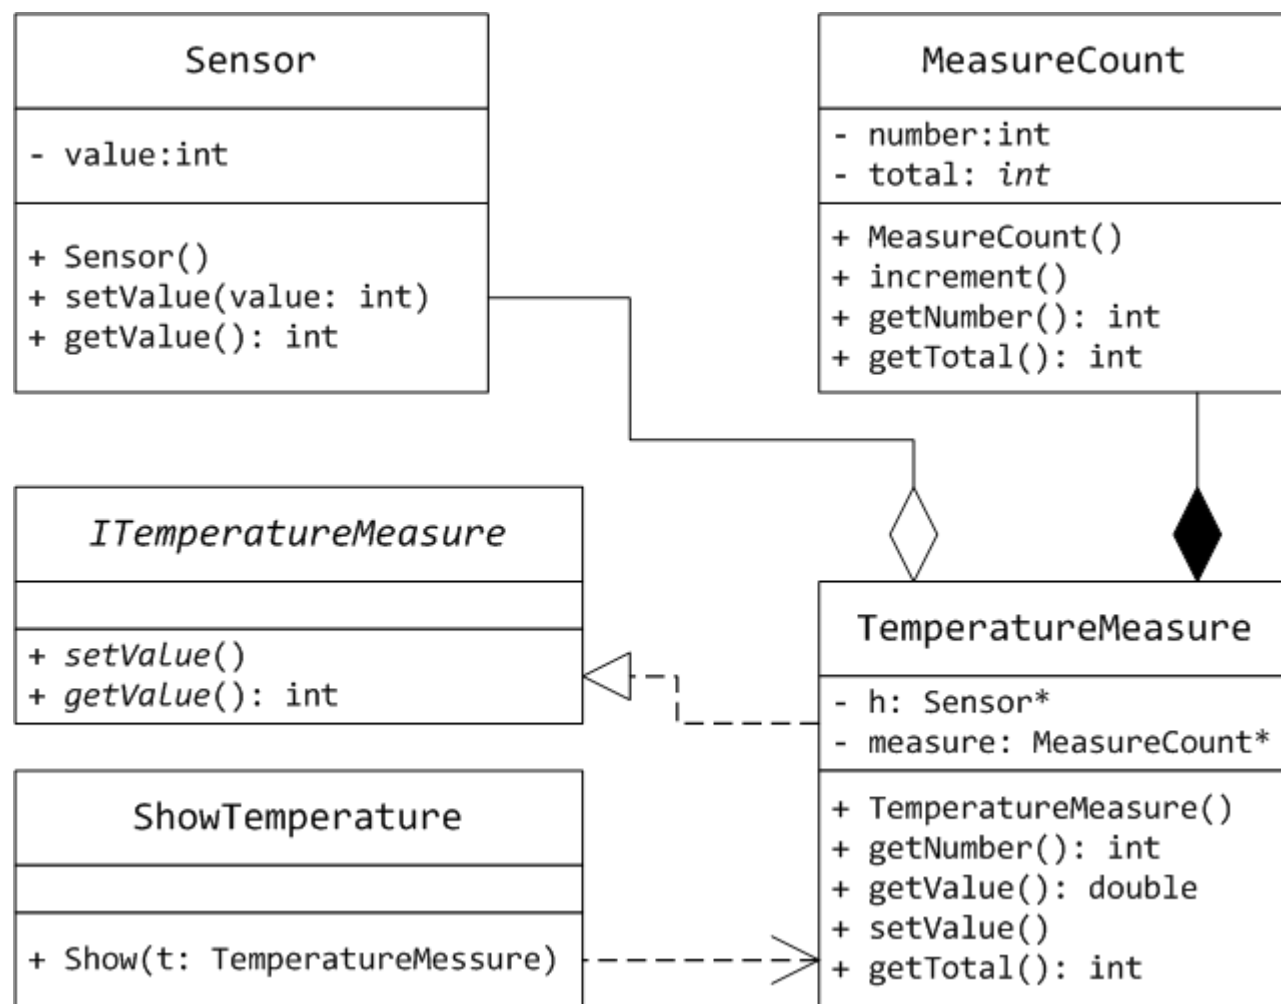 Sensor
- value:int
+ Sensor()
+ setValue(value: int)
+ getValue(): int
MeasureCount
- number:int
- total: int
+ MeasureCount()
+ increment()
+ getNumber(): int
+ getTotal(): int
ITemperatureMeasure
+ setValue()
+ getValue(): int
TemperatureMeasure
- h: Sensor*
- measure: MeasureCount*
+ TemperatureMeasure()
+ getNumber(): int
+ getValue(): double
+ setValue()
+ getTotal(): int
ShowTemperature
+ Show(t: TemperatureMessure)